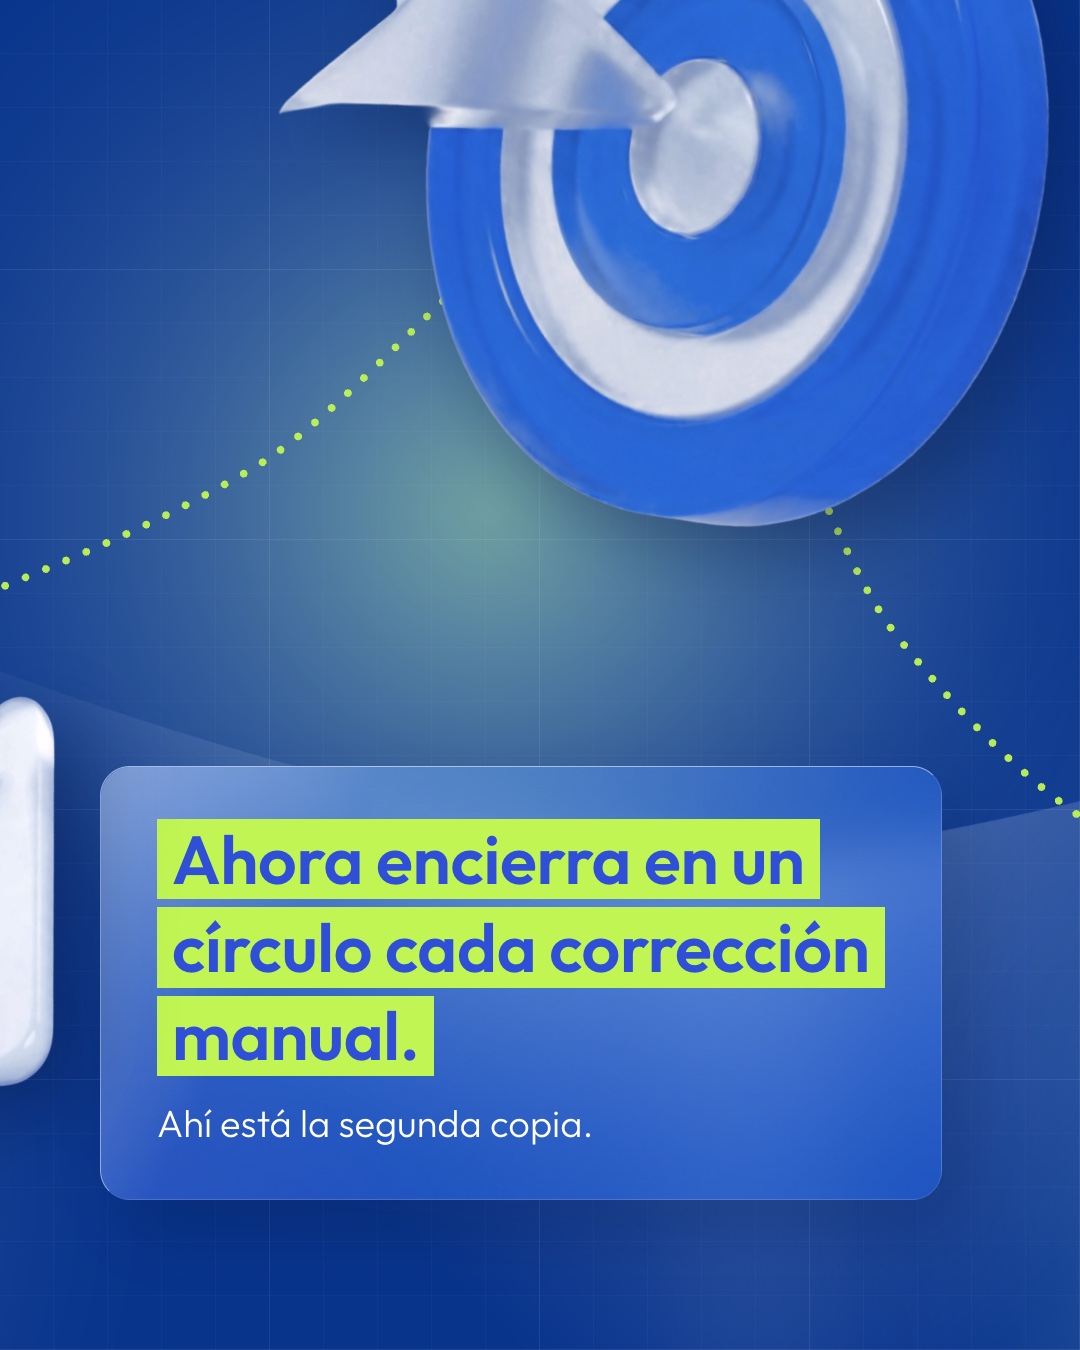 Ahora encierra en un
círculo cada corrección
manual.
Ahí está la segunda copia.